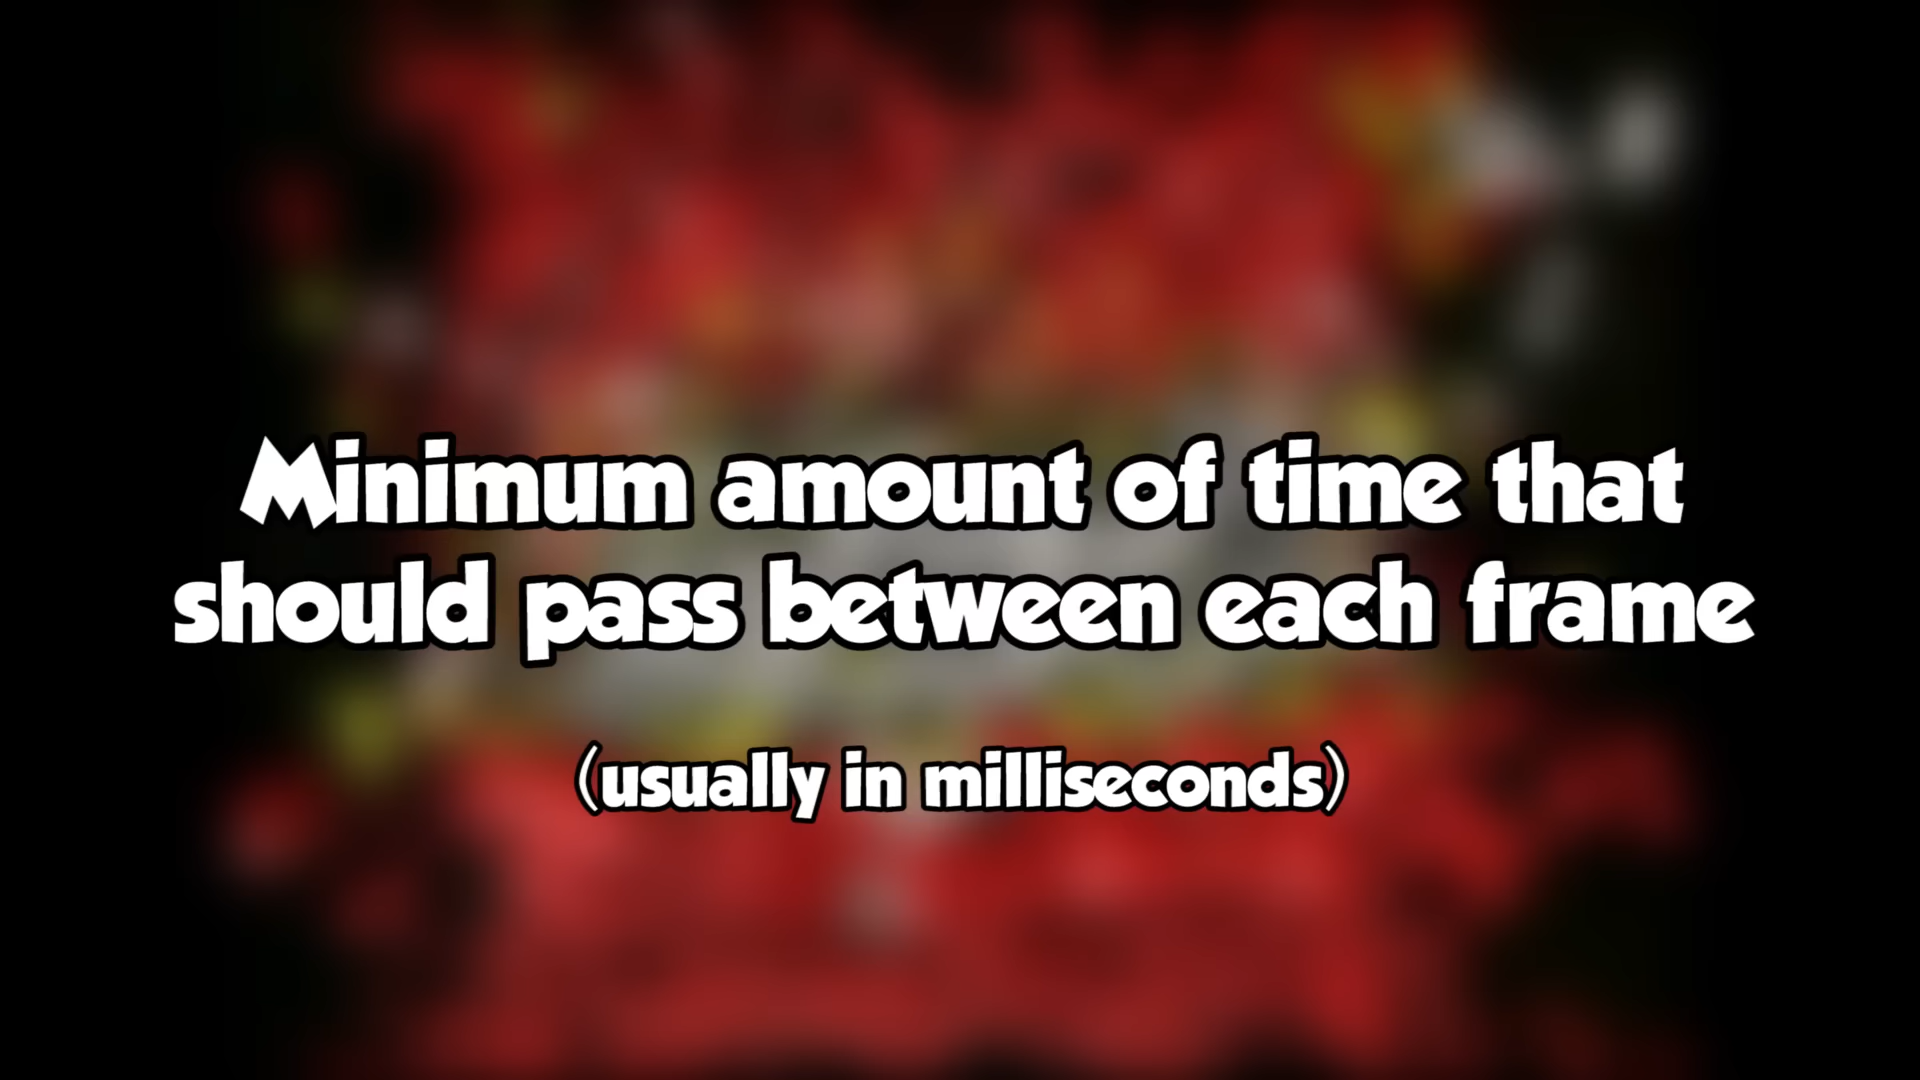 Minimum amount of time that
should pass between each frame
(usually in milliseconds)